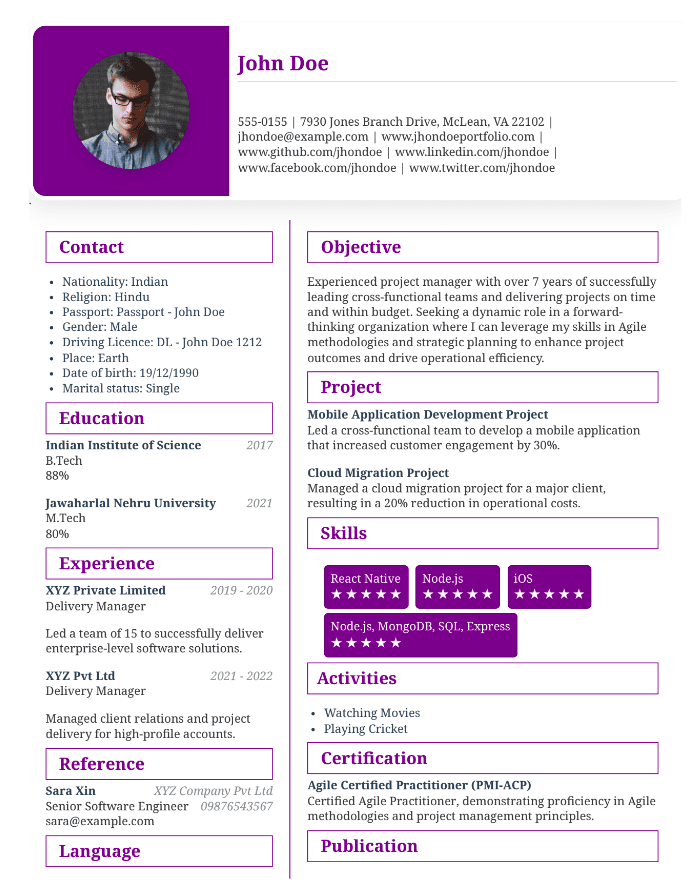 John Doe
555-0155 | 7930 Jones Branch Drive, McLean, VA 22102 |
jhondoe@example.com | www.jhondoeportfolio.com |
www.github.com/jhondoe | www.linkedin.com/jhondoe |
www.facebook.com/jhondoe | www.twitter.com/jhondoe
Contact
• Nationality: Indian
• Religion: Hindu
• Passport: Passport - John Doe
• Gender: Male
• Driving Licence: DL - John Doe 1212
• Place: Earth
• Date of birth: 19/12/1990
• Marital status: Single
Education
Indian Institute of Science 2017
B.Tech
88%
Jawaharlal Nehru University 2021
M.Tech
80%
Experience
XYZ Private Limited 2019 - 2020
Delivery Manager
Led a team of 15 to successfully deliver
enterprise-level software solutions.
XYZ Pvt Ltd 2021 - 2022
Delivery Manager
Managed client relations and project
delivery for high-profile accounts.
Reference
Sara Xin XYZ Company Pvt Ltd
Senior Software Engineer 09876543567
sara@example.com
Language
Objective
Experienced project manager with over 7 years of successfully
leading cross-functional teams and delivering projects on time
and within budget. Seeking a dynamic role in a forward-
thinking organization where I can leverage my skills in Agile
methodologies and strategic planning to enhance project
outcomes and drive operational efficiency.
Project
Mobile Application Development Project
Led a cross-functional team to develop a mobile application
that increased customer engagement by 30%.
Cloud Migration Project
Managed a cloud migration project for a major client,
resulting in a 20% reduction in operational costs.
Skills
React Native
★★★★★
Node.js
★★★★★
iOS
★★★★★
Node.js, MongoDB, SQL, Express
★★★★★
Activities
• Watching Movies
• Playing Cricket
Certification
Agile Certified Practitioner (PMI-ACP)
Certified Agile Practitioner, demonstrating proficiency in Agile
methodologies and project management principles.
Publication